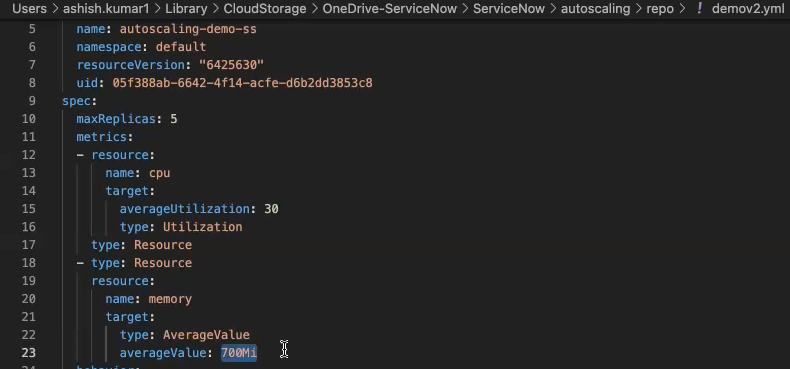 Users > ashish.kumar1 > Library > CloudStorage > OneDrive-ServiceNow > ServiceNow > autoscaling > repo > ! demov2.yml
5 name: autoscaling-demo-ss
6 namespace: default
7 resourceVersion: "6425630"
8 uid: 05f388ab-6642-4f14-acfe-d6b2dd3853c8
9 spec:
10 maxReplicas: 5
11 metrics:
12 - resource:
13 name: cpu
14 target:
15 averageUtilization: 30
16 type: Utilization
17 type: Resource
18 - type: Resource
19 resource:
20 name: memory
21 target:
22 type: AverageValue
23 averageValue: 700Mi
24 behavior: